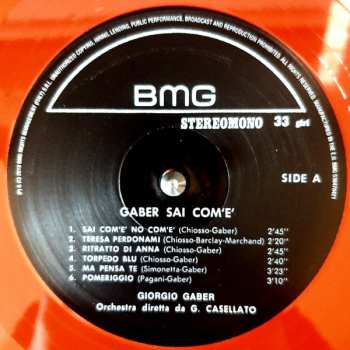 BMG
STEREOMONO 33 giri
SIDE A
GABER SAI COM'E'
1. SAI COM'E' NO COM'E' (Chiosso-Gaber) 2'45"
2. TERESA PERDONAMI (Chiosso-Barclay-Marchand) 2'20"
3. RITRATTO DI ANNA (Chiosso-Gaber) 2'45"
4. TORPEDO BLU (Chiosso-Gaber) 2'40"
5. MA PENSA TE (Simonetta-Gaber) 3'23"
6. POMERIGGIO (Pagani-Gaber) 3'10"
GIORGIO GABER
Orchestra diretta da G. CASELLATO